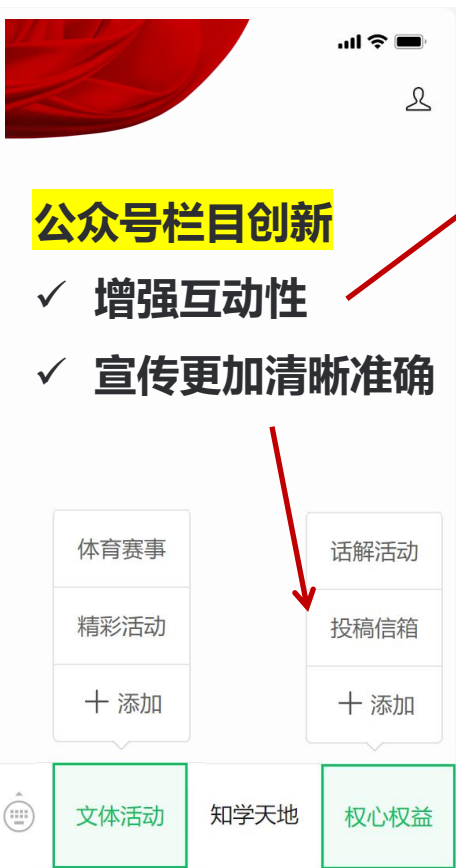 公众号栏目创新
✓ 增强互动性
✓ 宣传更加清晰准确
体育赛事
话解活动
精彩活动
投稿信箱
+ 添加
+ 添加
文体活动
知学天地
权心权益